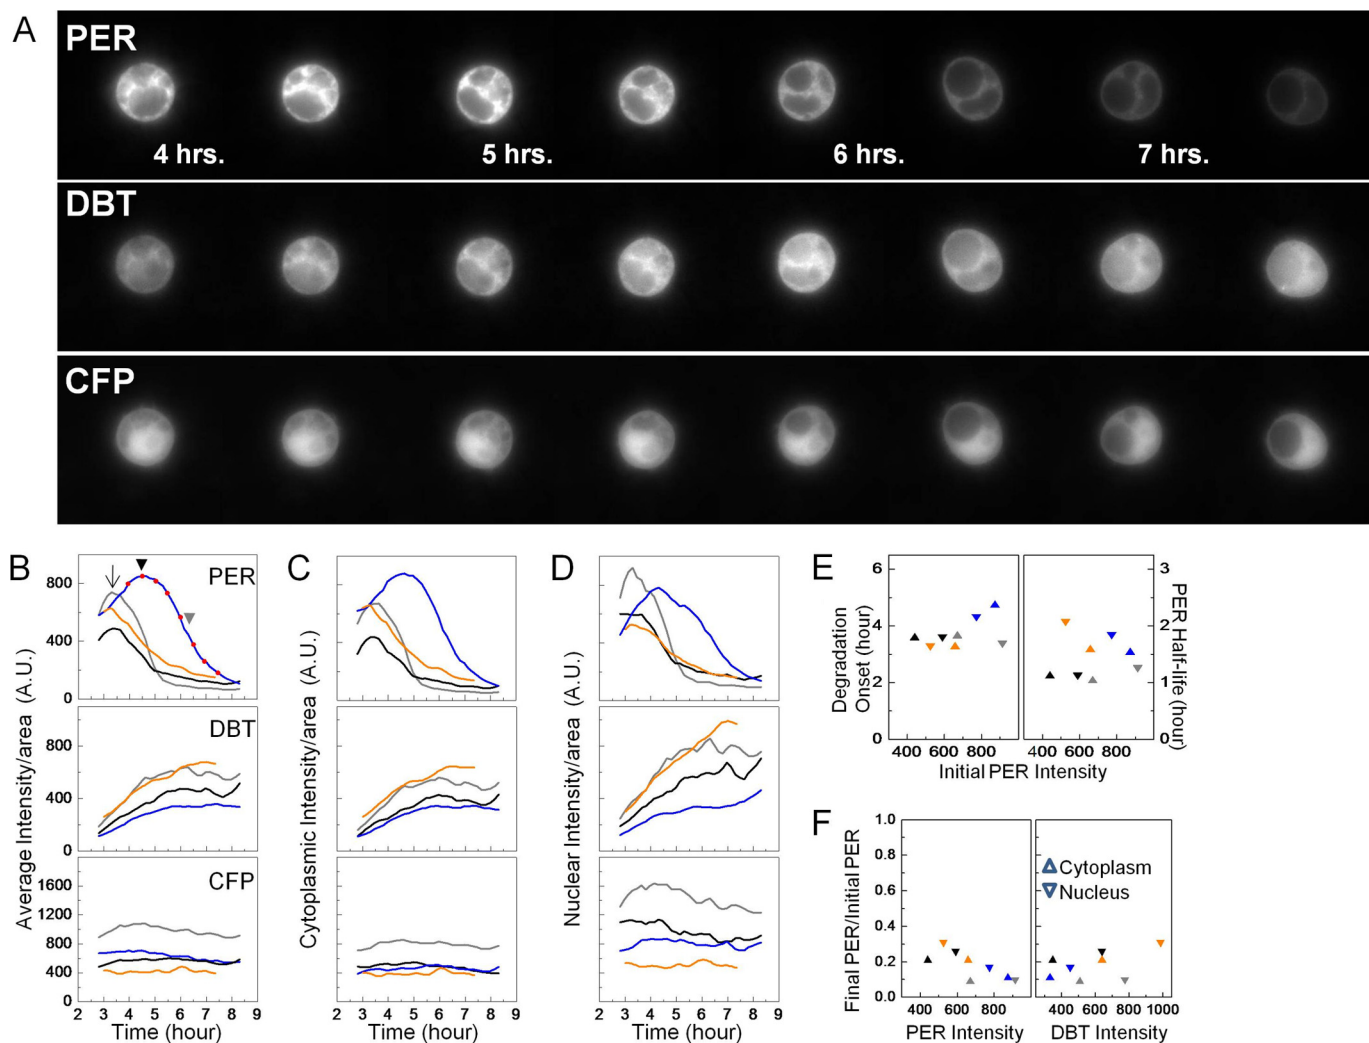 A
PER
4 hrs. 5 hrs. 6 hrs. 7 hrs.
DBT
CFP
B
Average Intensity/area (A.U.)
PER
800
400
0
DBT
800
400
0
CFP
1600
1200
800
400
0
2 3 4 5 6 7 8 9
Time (hour)
C
Cytoplasmic Intensity/area (A.U.)
2 3 4 5 6 7 8 9
Time (hour)
D
Nuclear Intensity/area (A.U.)
2 3 4 5 6 7 8 9
Time (hour)
E
Degradation
Onset (hour)
6
4
2
0
400 600 800
400 600 800
3
2
1
0
PER Half-life (hour)
Initial PER Intensity
F
Final PER/Initial PER
1.0
0.8
0.6
0.4
0.2
0.0
Cytoplasm
Nucleus
400 600 800
400 600 800 1000
PER Intensity
DBT Intensity